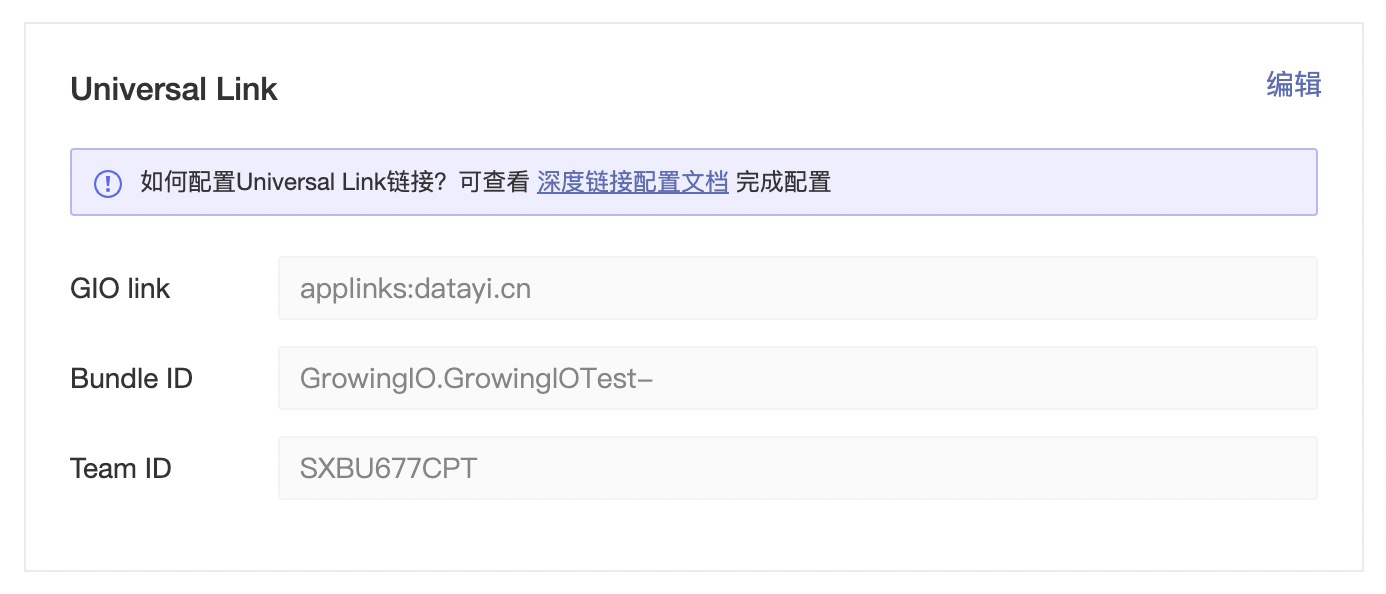 Universal Link
编辑
如何配置Universal Link链接？可查看 深度链接配置文档 完成配置
GIO link
applinks:datayi.cn
Bundle ID
GrowingIO.GrowingIOTest-
Team ID
SXBU677CPT